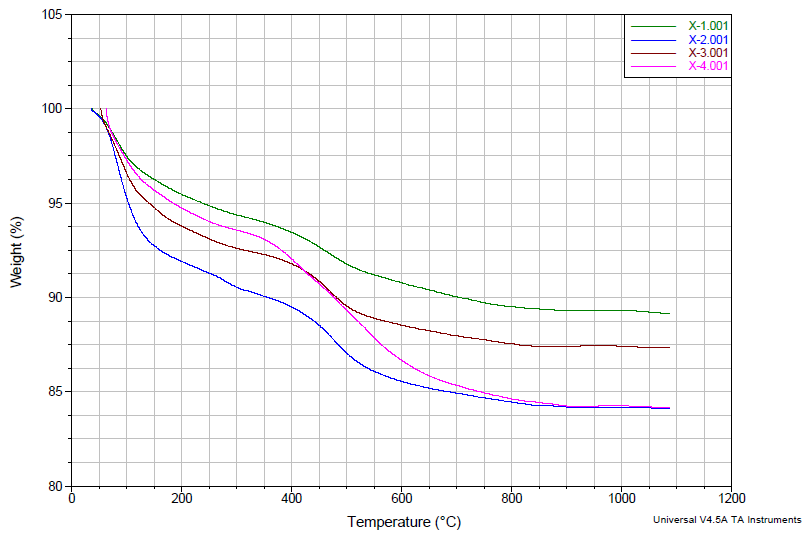 105
100
95
90
85
80
Weight (%)
X-1.001
X-2.001
X-3.001
X-4.001
0
200
400
600
800
1000
1200
Temperature (°C)
Universal V4.5A TA Instruments